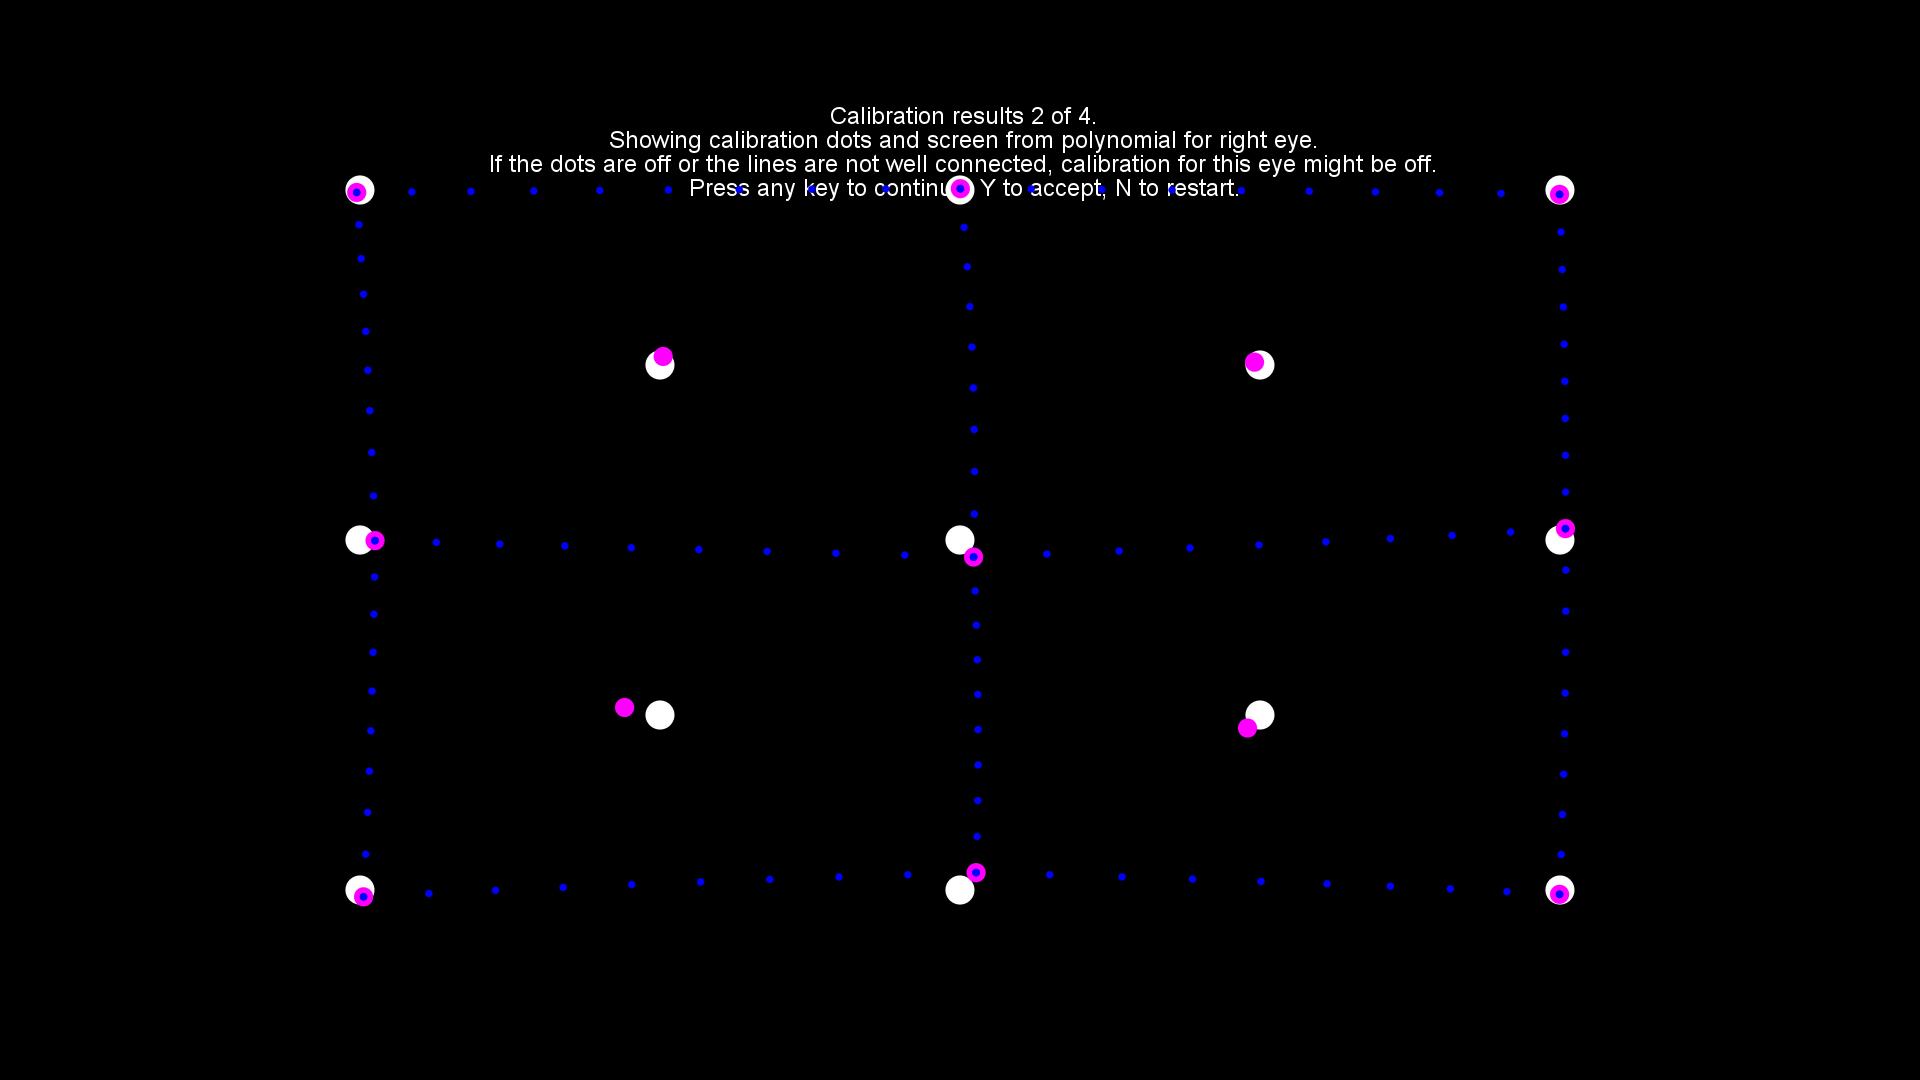 Calibration results 2 of 4.
Showing calibration dots and screen from polynomial for right eye.
If the dots are off or the lines are not well connected, calibration for this eye might be off.
Press any key to continue, Y to accept, N to restart.